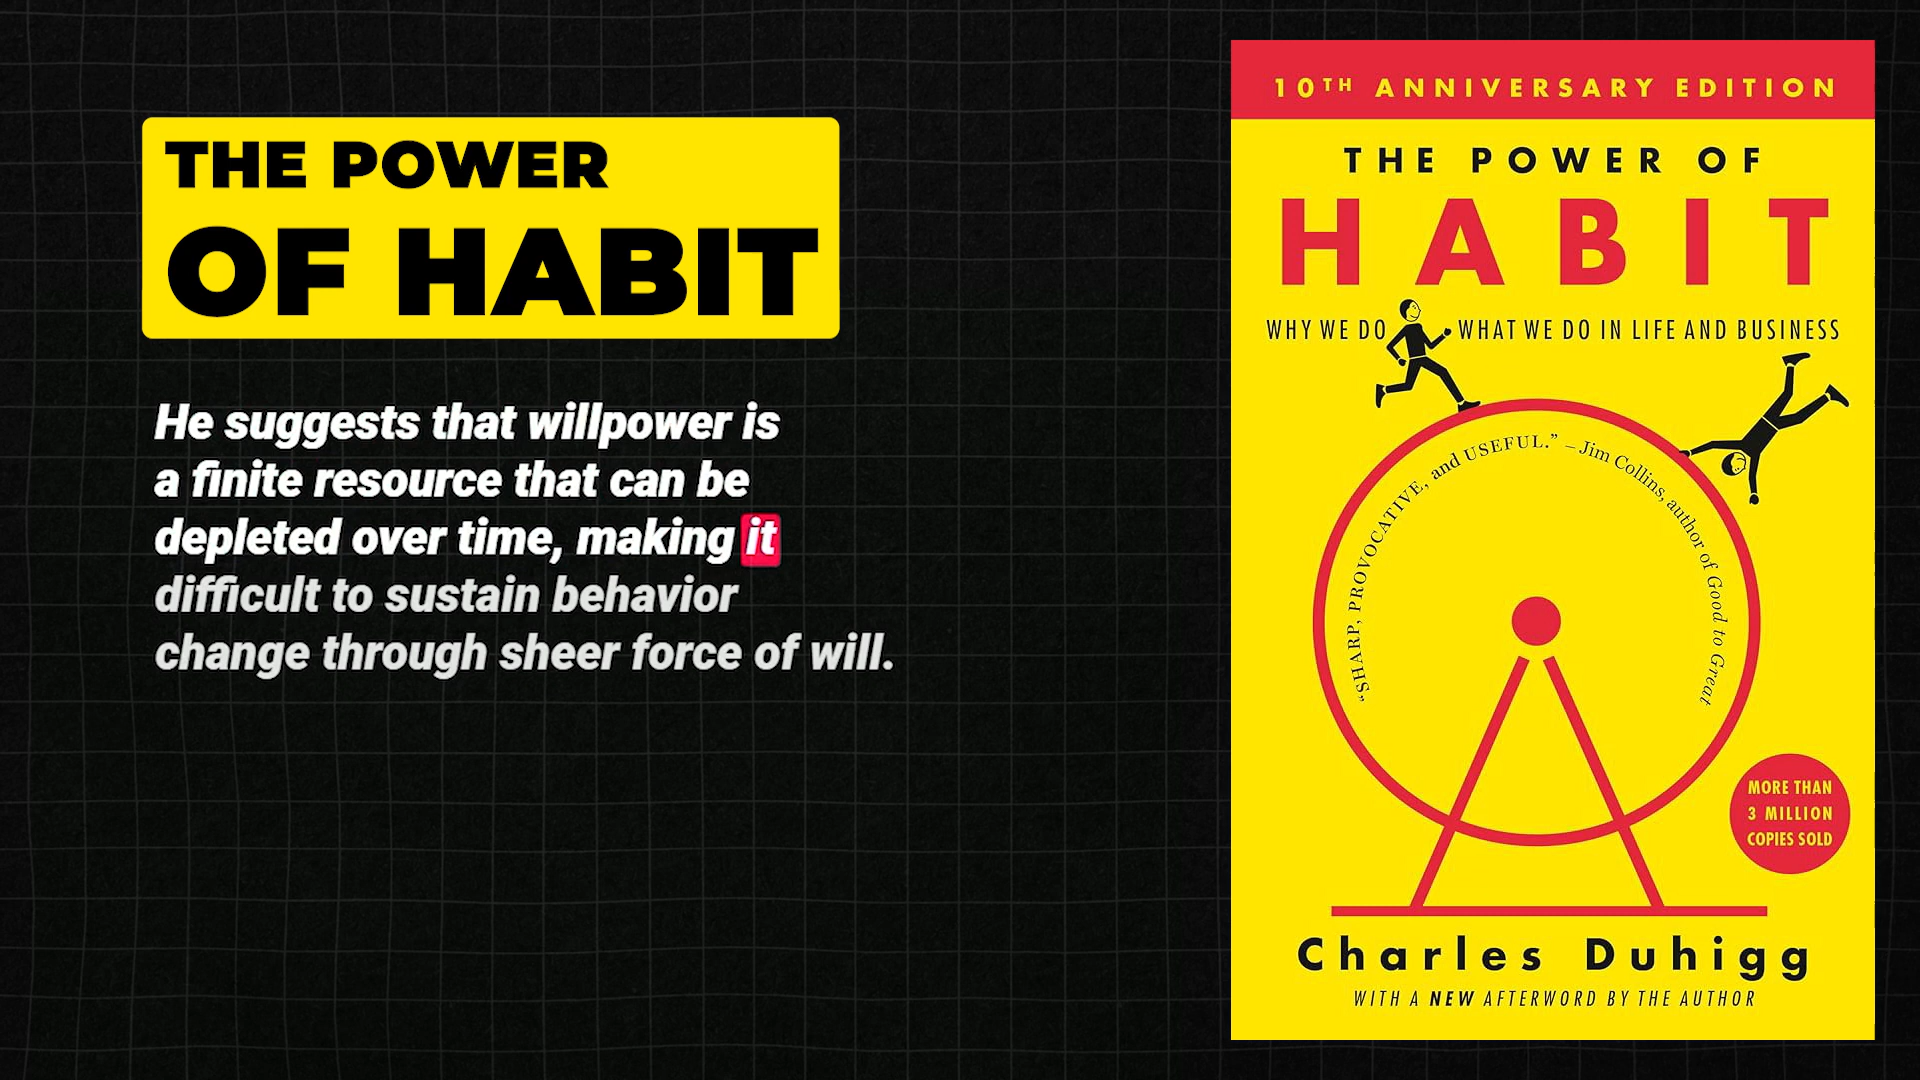 THE POWER
OF HABIT
He suggests that willpower is
a finite resource that can be
depleted over time, making it
difficult to sustain behavior
change through sheer force of will.
10TH ANNIVERSARY EDITION
THE POWER OF
HABIT
WHY WE DO WHAT WE DO IN LIFE AND BUSINESS
“SHARP, PROVOCATIVE, and USEFUL.” – Jim Collins, author of Good to Great
MORE THAN
3 MILLION
COPIES SOLD
Charles Duhigg
WITH A NEW AFTERWORD BY THE AUTHOR